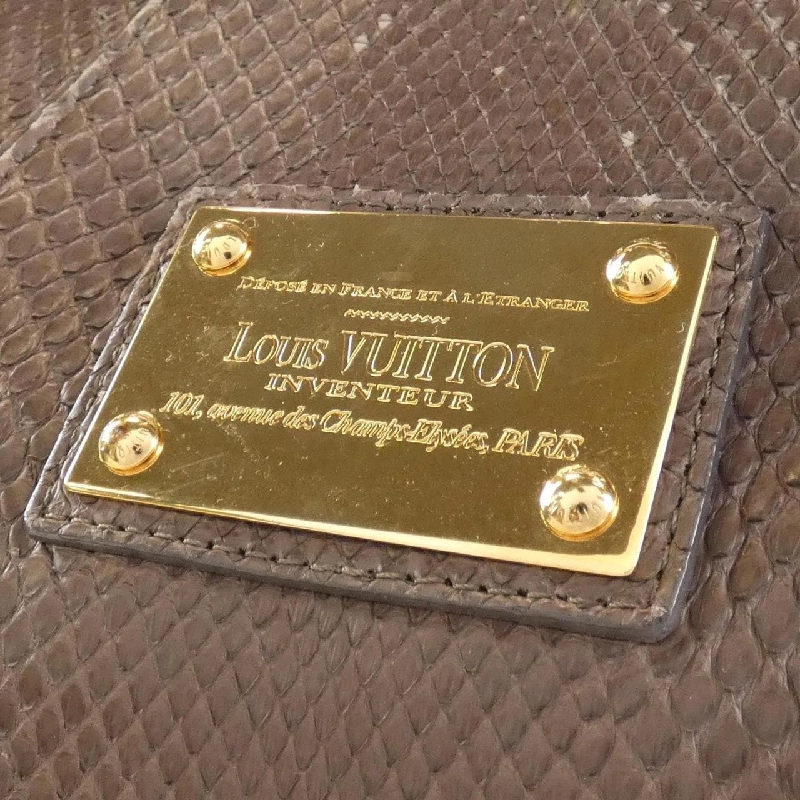 DÉPOSÉ EN FRANCE ET À L'ETRANGER
LOUIS VUITTON
INVENTEUR
101, avenue des Champs-Elysées, PARIS